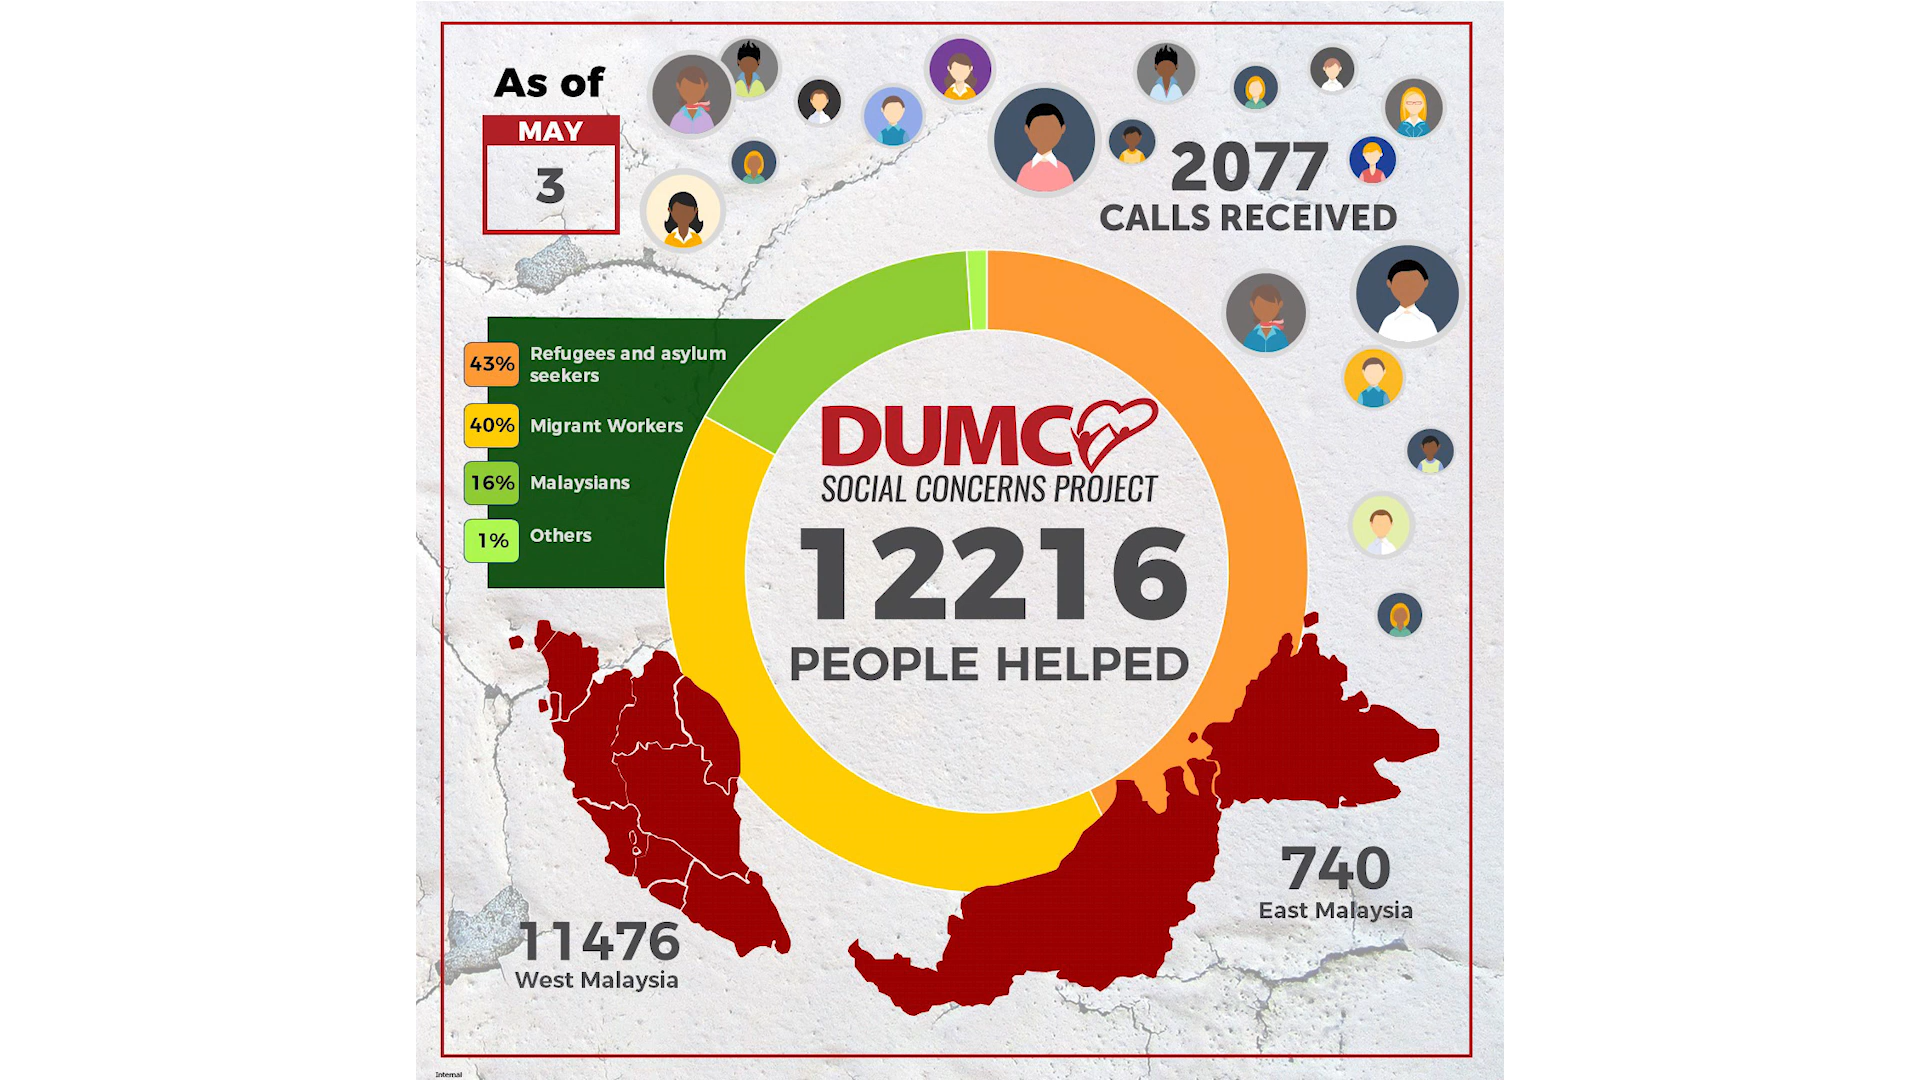 As of
MAY
3
2077
CALLS RECEIVED
43%
Refugees and asylum
seekers
40%
Migrant Workers
16%
Malaysians
1%
Others
DUMC
SOCIAL CONCERNS PROJECT
12216
PEOPLE HELPED
740
East Malaysia
11476
West Malaysia
Internal